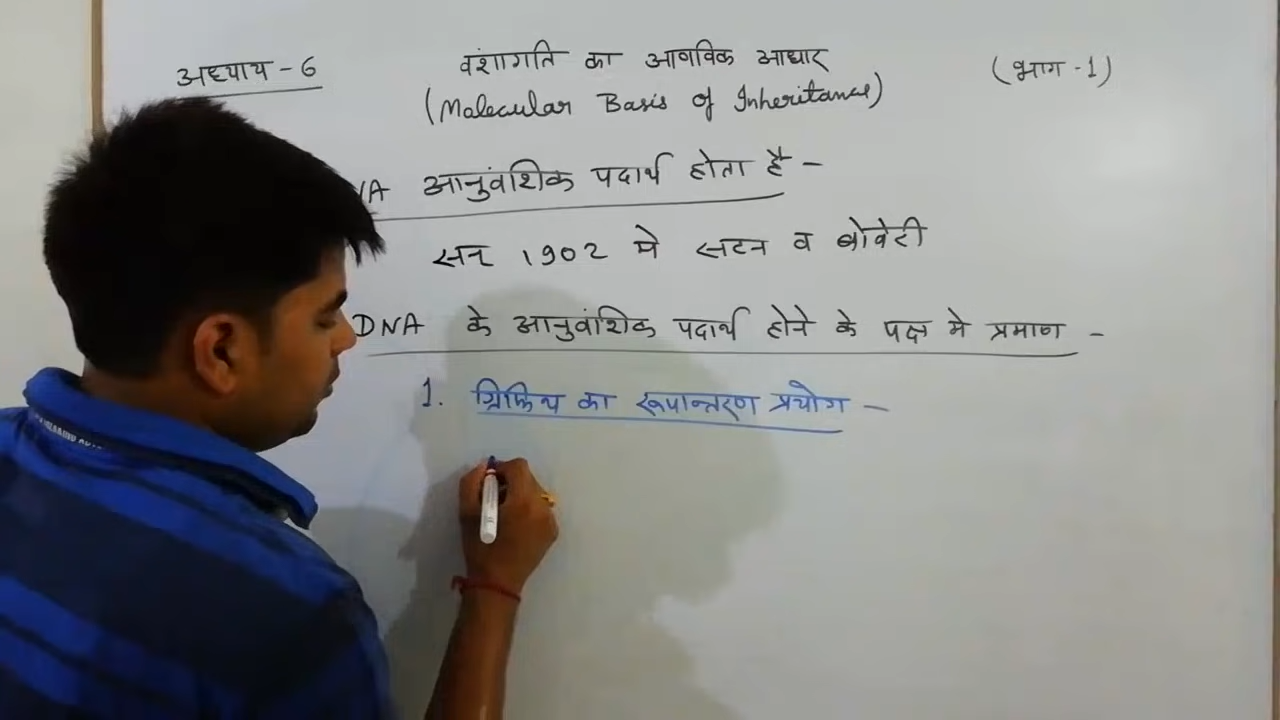 अध्याय - 6
वंशागति का आणविक आधार
(भाग - 1)
(Molecular Basis of Inheritance)
आनुवंशिक पदार्थ होता है -
सन् 1902 मे सटन व बोवेरी
DNA के आनुवांशिक पदार्थ होने के पक्ष मे प्रमाण -
1. ग्रिफिथ का रूपान्तरण प्रयोग -